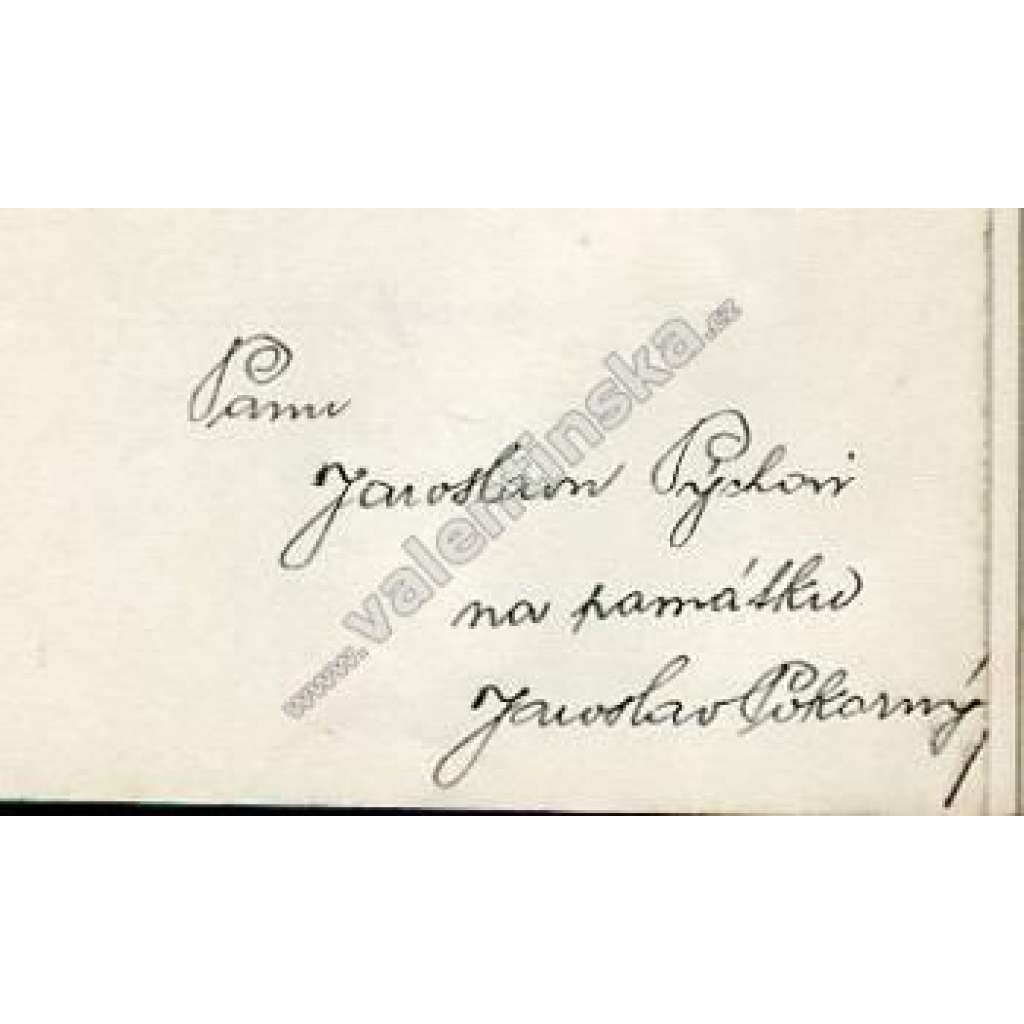 Panu
Jaroslavu Pýchovi
na památku
Jaroslav Pokorný
www.valentinska.cz